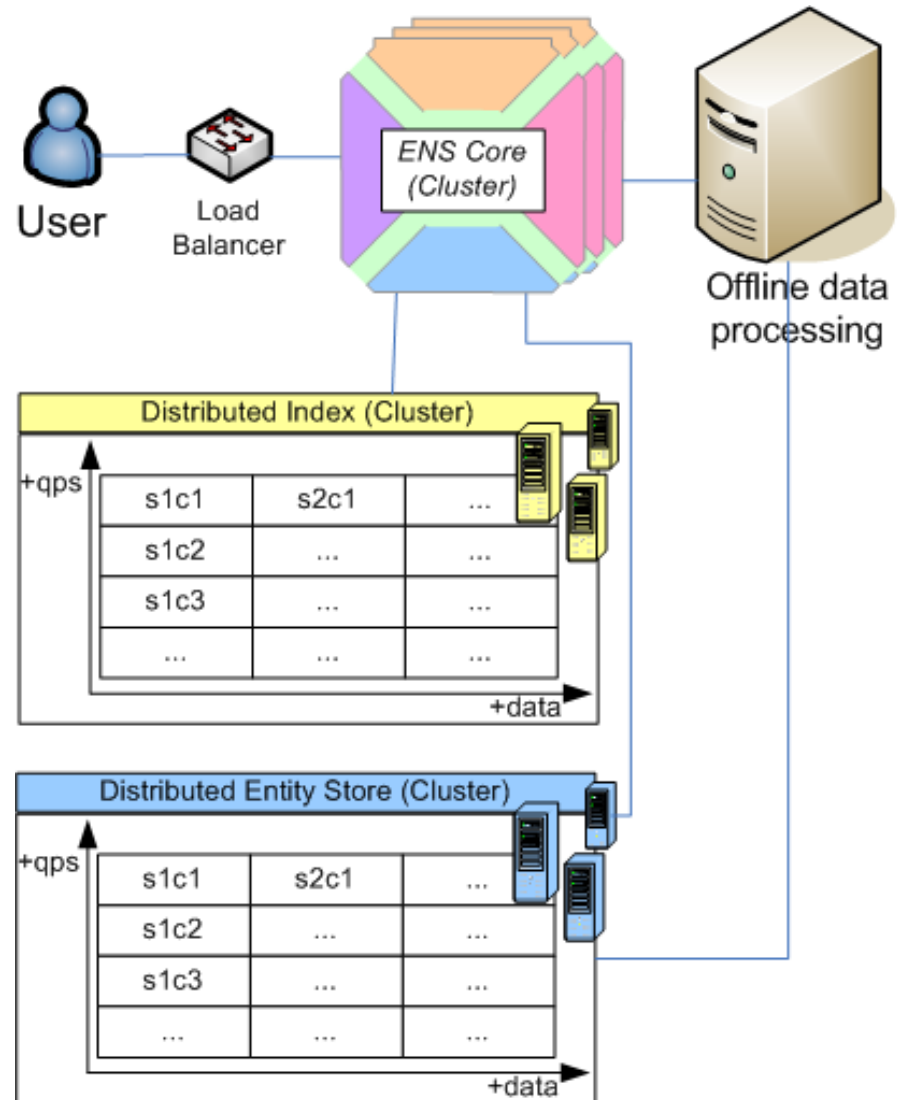 ENS Core
(Cluster)
User
Load
Balancer
Offline data
processing
Distributed Index (Cluster)
+qps
s1c1 s2c1 ...
s1c2 ... ...
s1c3 ... ...
... ... ...
+data
Distributed Entity Store (Cluster)
+qps
s1c1 s2c1 ...
s1c2 ... ...
s1c3 ... ...
... ... ...
+data